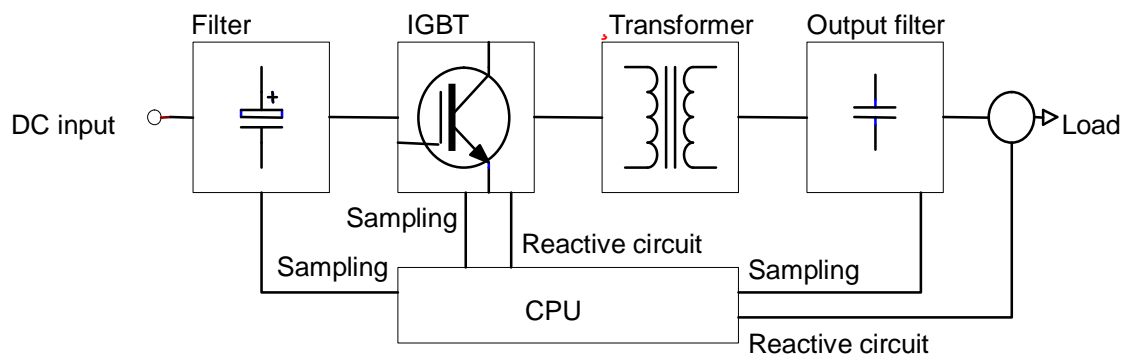 Filter
IGBT
Transformer
Output filter
DC input
+
Load
Sampling
Reactive circuit
Sampling
Sampling
CPU
Reactive circuit